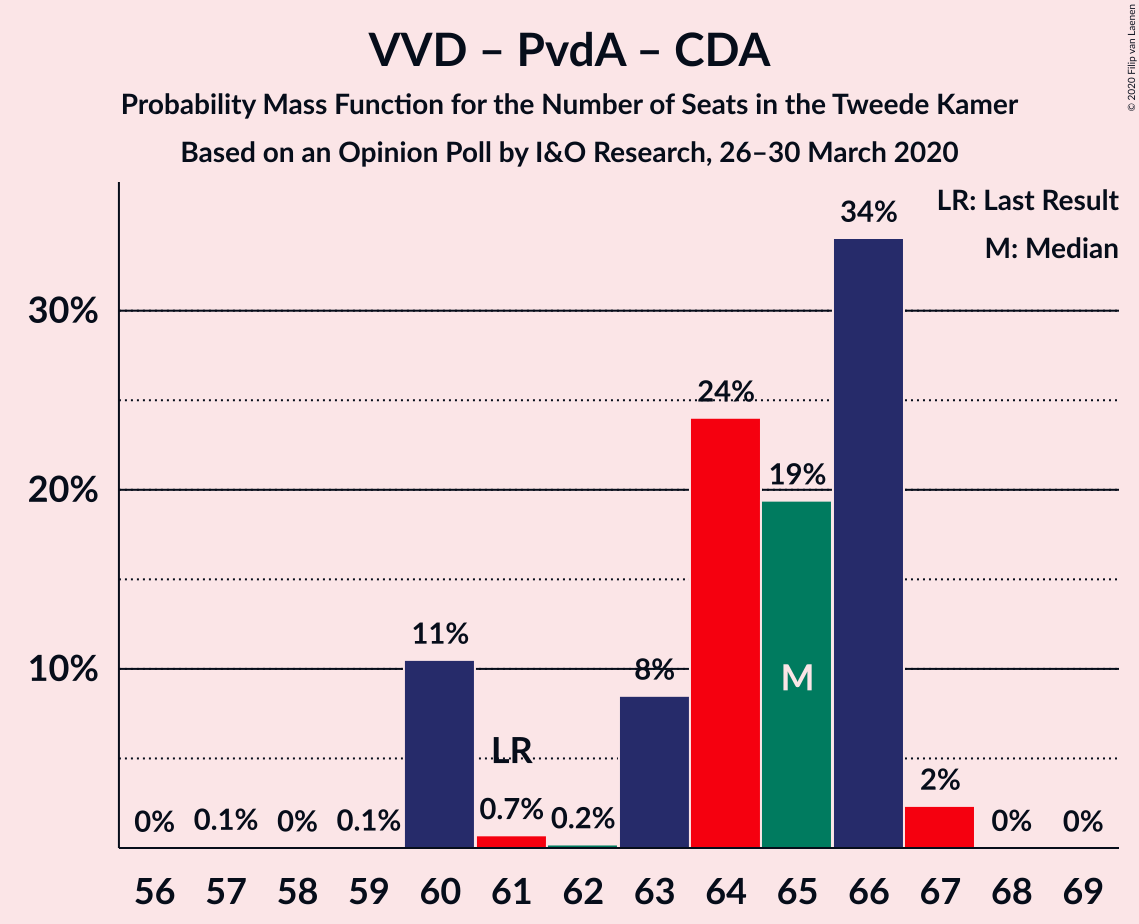 VVD – PvdA – CDA
Probability Mass Function for the Number of Seats in the Tweede Kamer
Based on an Opinion Poll by I&O Research, 26–30 March 2020
© 2020 Filip van Laenen
LR: Last Result
M: Median
30%
20%
10%
0%
0.1%
0%
0.1%
11%
LR
0.7%
0.2%
8%
24%
19%
M
34%
2%
0%
0%
56 57 58 59 60 61 62 63 64 65 66 67 68 69